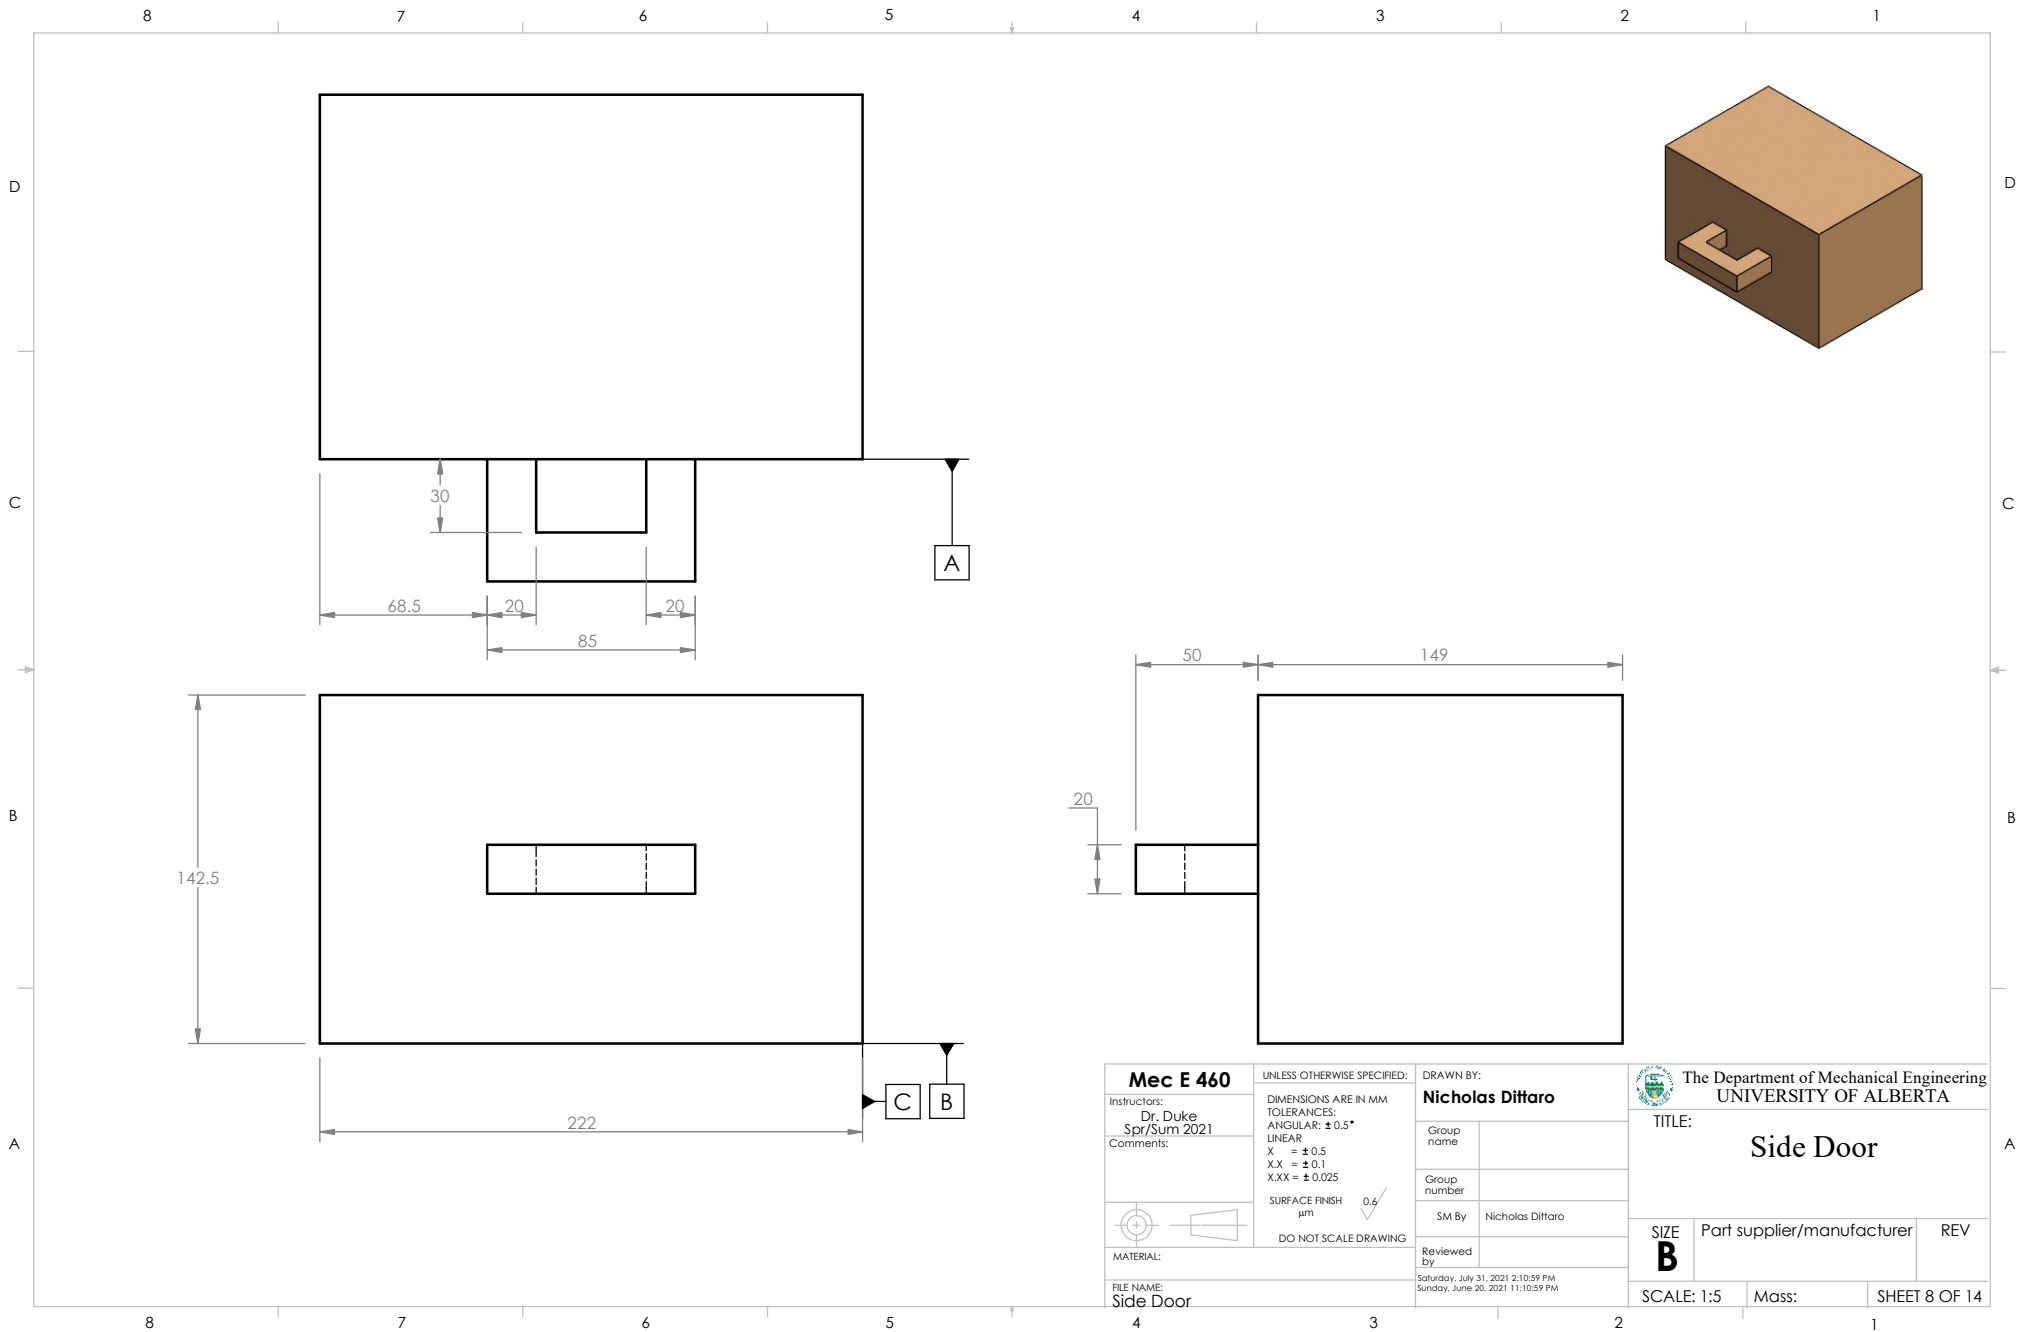 8 7 6 5 4 3 2 1
D D
C C
B B
A A
30
A
68.5
20
20
85
50
149
20
142.5
C
B
222
Mec E 460
Instructors:
Dr. Duke
Spr/Sum 2021
Comments:
MATERIAL:
FILE NAME:
Side Door
UNLESS OTHERWISE SPECIFIED:
DIMENSIONS ARE IN MM
TOLERANCES:
ANGULAR: ± 0.5°
LINEAR
X = ± 0.5
X.X = ± 0.1
X.XX = ± 0.025
SURFACE FINISH 0.6
µm
DO NOT SCALE DRAWING
DRAWN BY:
Nicholas Dittaro
Group
name
Group
number
SM By Nicholas Dittaro
Reviewed
by
Saturday, July 31, 2021 2:10:59 PM
Sunday, June 20, 2021 11:10:59 PM
The Department of Mechanical Engineering
UNIVERSITY OF ALBERTA
TITLE:
Side Door
SIZE
B
Part supplier/manufacturer
REV
SCALE: 1:5
Mass:
SHEET 8 OF 14
8 7 6 5 4 3 2 1